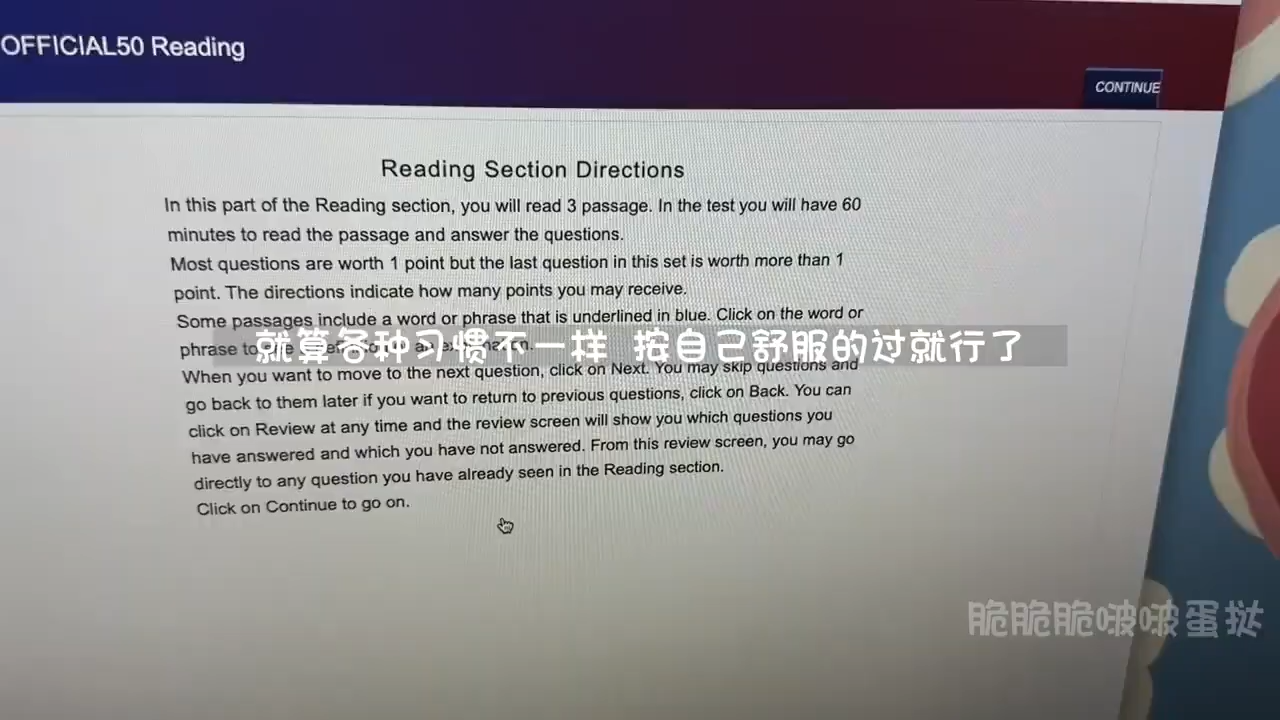 OFFICIAL50 Reading
CONTINUE
Reading Section Directions
In this part of the Reading section, you will read 3 passage. In the test you will have 60
minutes to read the passage and answer the questions.
Most questions are worth 1 point but the last question in this set is worth more than 1
point. The directions indicate how many points you may receive.
Some passages include a word or phrase that is underlined in blue. Click on the word or
phrase to
就算各种习惯不一样 按自己舒服的过就行了
When you want to move to the next question, click on Next. You may skip questions and
go back to them later if you want to return to previous questions, click on Back. You can
click on Review at any time and the review screen will show you which questions you
have answered and which you have not answered. From this review screen, you may go
directly to any question you have already seen in the Reading section.
Click on Continue to go on.
脆脆脆啵啵蛋挞